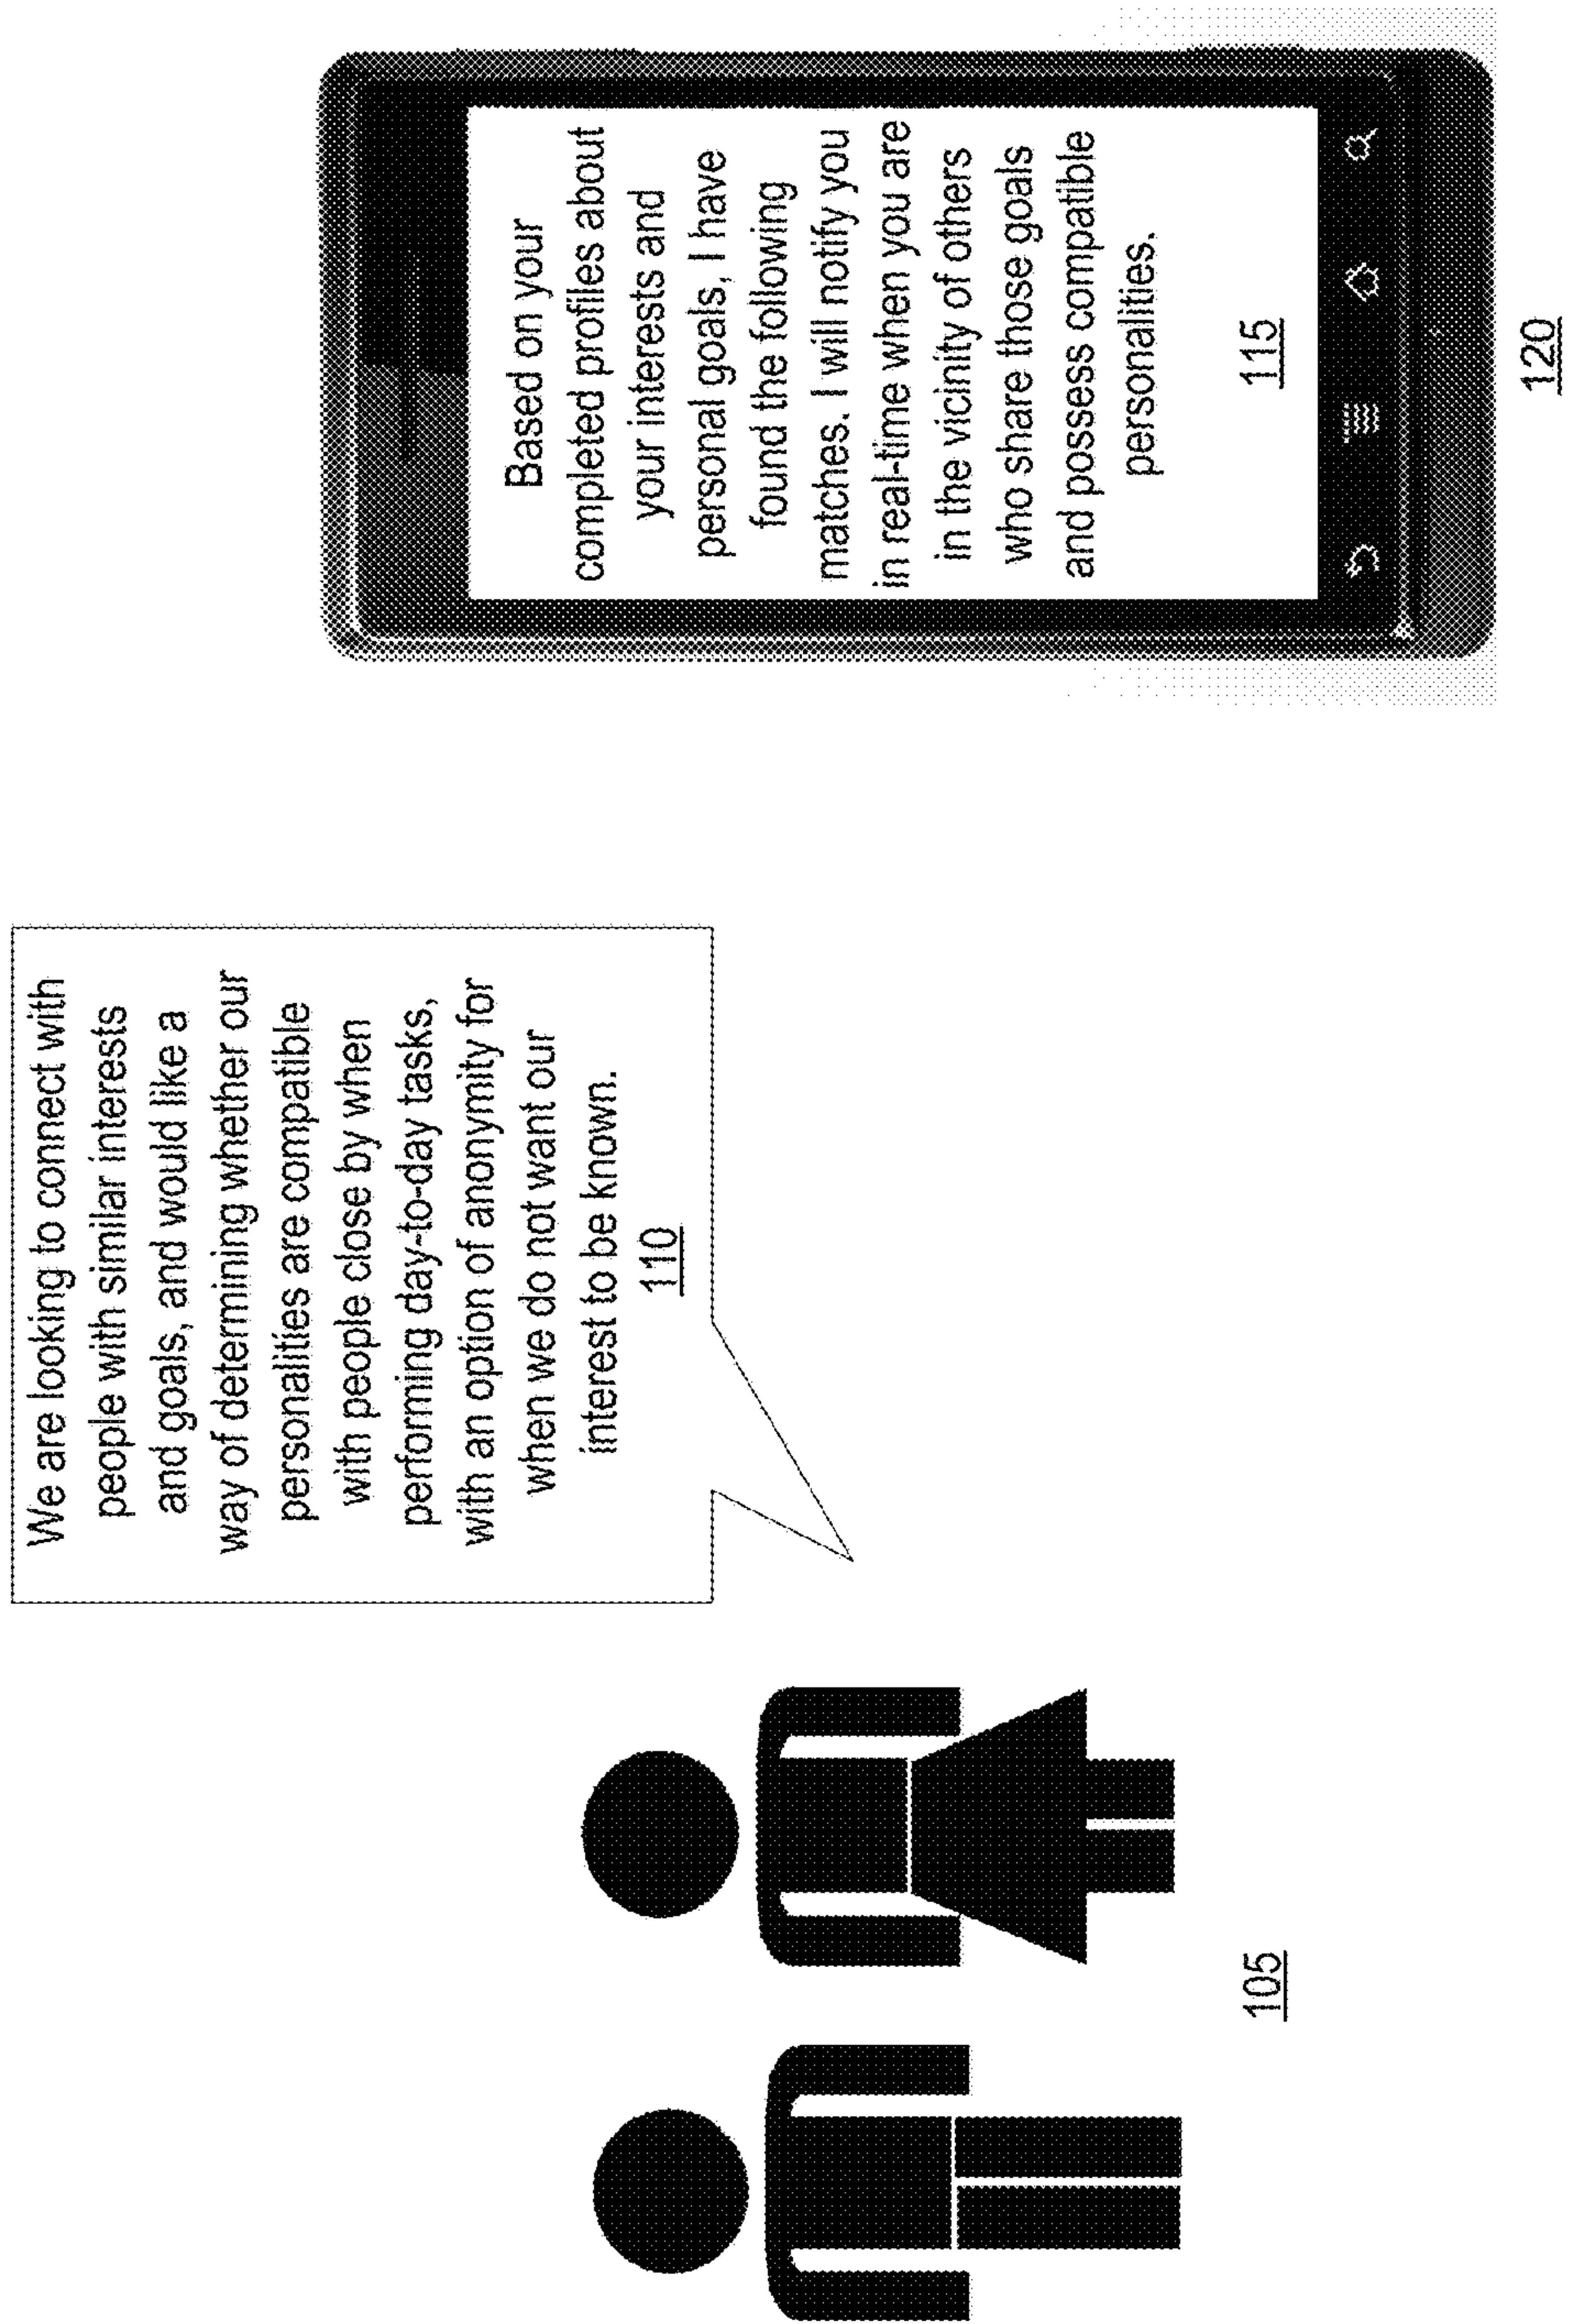 We are looking to connect with
people with similar interests
and goals, and would like a
way of determining whether our
personalities are compatible
with people close by when
performing day-to-day tasks,
with an option of anonymity for
when we do not want our
interest to be known.
110
105
Based on your
completed profiles about
your interests and
personal goals, I have
found the following
matches. I will notify you
in real-time when you are
in the vicinity of others
who share those goals
and possess compatible
personalities.
115
120